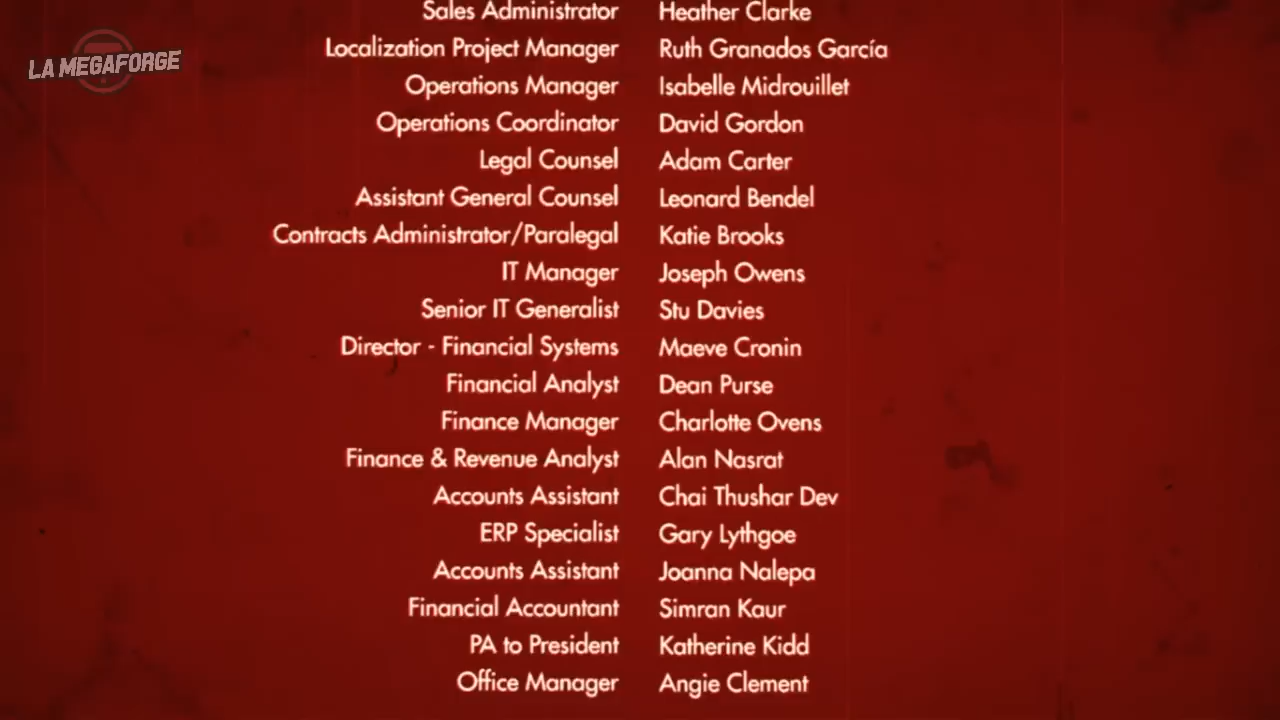 LA MEGAFORGE
Sales Administrator Heather Clarke
Localization Project Manager Ruth Granados García
Operations Manager Isabelle Midrouillet
Operations Coordinator David Gordon
Legal Counsel Adam Carter
Assistant General Counsel Leonard Bendel
Contracts Administrator/Paralegal Katie Brooks
IT Manager Joseph Owens
Senior IT Generalist Stu Davies
Director - Financial Systems Maeve Cronin
Financial Analyst Dean Purse
Finance Manager Charlotte Ovens
Finance & Revenue Analyst Alan Nasrat
Accounts Assistant Chai Thushar Dev
ERP Specialist Gary Lythgoe
Accounts Assistant Joanna Nalepa
Financial Accountant Simran Kaur
PA to President Katherine Kidd
Office Manager Angie Clement